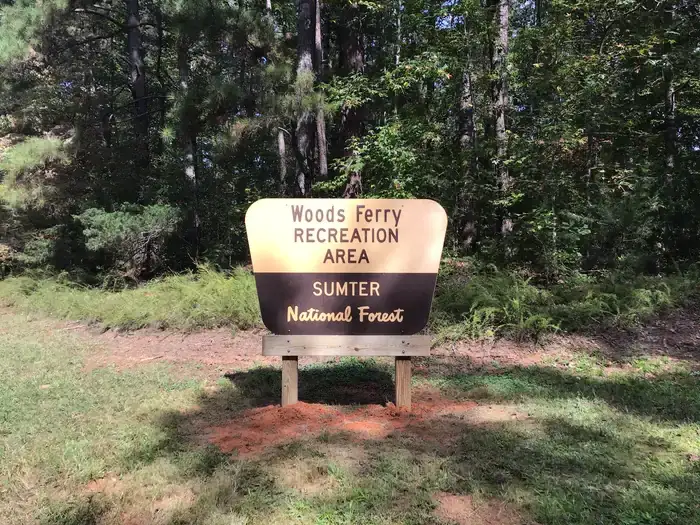 Woods Ferry
RECREATION
AREA
SUMTER
National Forest